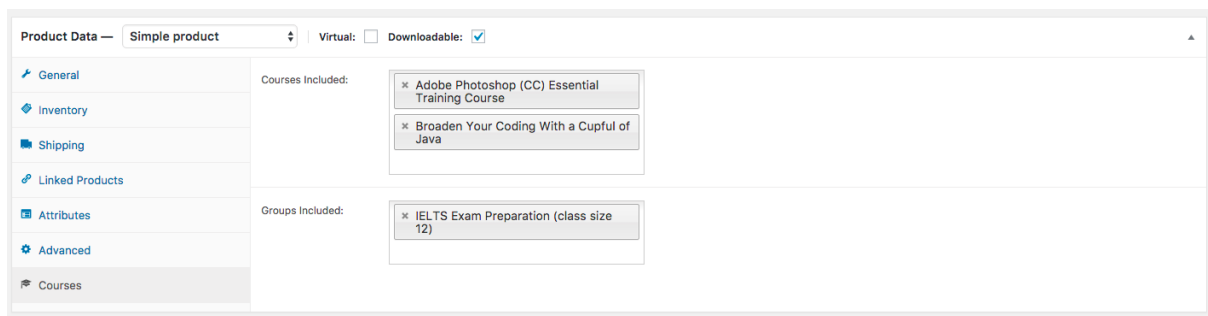 Product Data — Simple product Virtual: Downloadable:
General
Inventory
Shipping
Linked Products
Attributes
Advanced
Courses
Courses Included:
× Adobe Photoshop (CC) Essential
Training Course
× Broaden Your Coding With a Cupful of
Java
Groups Included:
× IELTS Exam Preparation (class size
12)